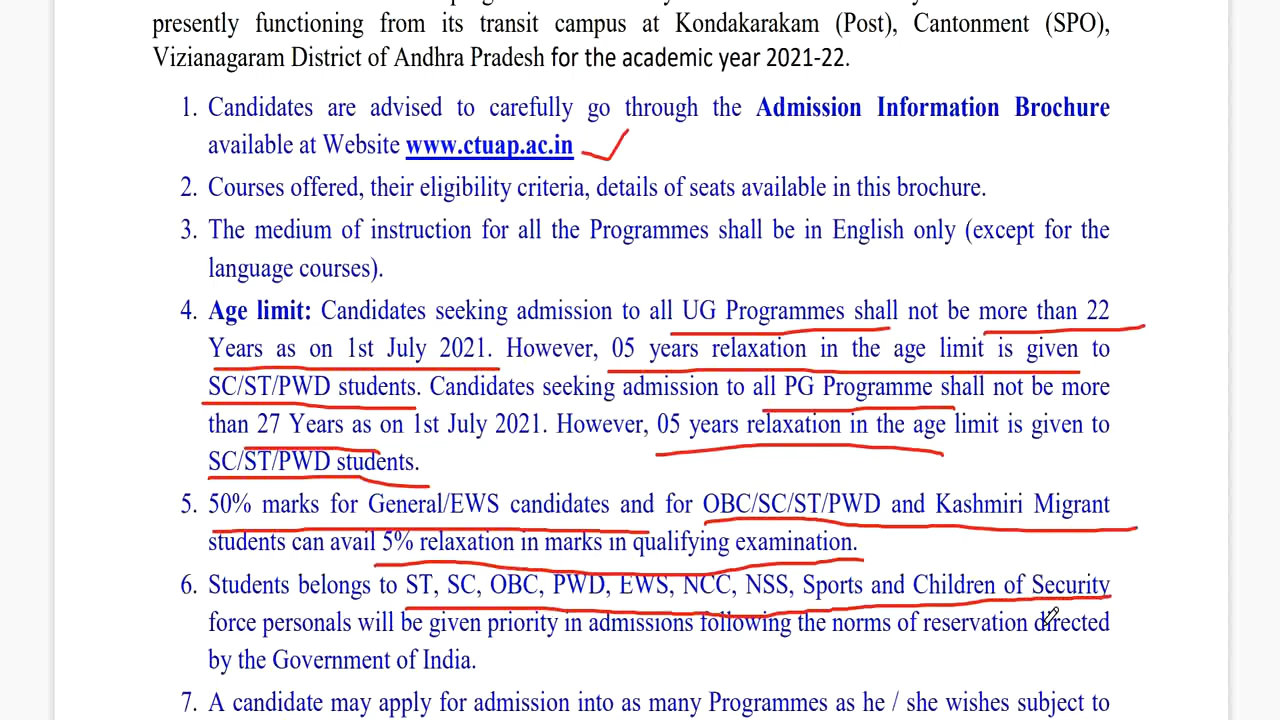 presently functioning from its transit campus at Kondakarakam (Post), Cantonment (SPO),
Vizianagaram District of Andhra Pradesh for the academic year 2021-22.
1. Candidates are advised to carefully go through the Admission Information Brochure
available at Website www.ctuap.ac.in
2. Courses offered, their eligibility criteria, details of seats available in this brochure.
3. The medium of instruction for all the Programmes shall be in English only (except for the
language courses).
4. Age limit: Candidates seeking admission to all UG Programmes shall not be more than 22
Years as on 1st July 2021. However, 05 years relaxation in the age limit is given to
SC/ST/PWD students. Candidates seeking admission to all PG Programme shall not be more
than 27 Years as on 1st July 2021. However, 05 years relaxation in the age limit is given to
SC/ST/PWD students.
5. 50% marks for General/EWS candidates and for OBC/SC/ST/PWD and Kashmiri Migrant
students can avail 5% relaxation in marks in qualifying examination.
6. Students belongs to ST, SC, OBC, PWD, EWS, NCC, NSS, Sports and Children of Security
force personals will be given priority in admissions following the norms of reservation directed
by the Government of India.
7. A candidate may apply for admission into as many Programmes as he / she wishes subject to